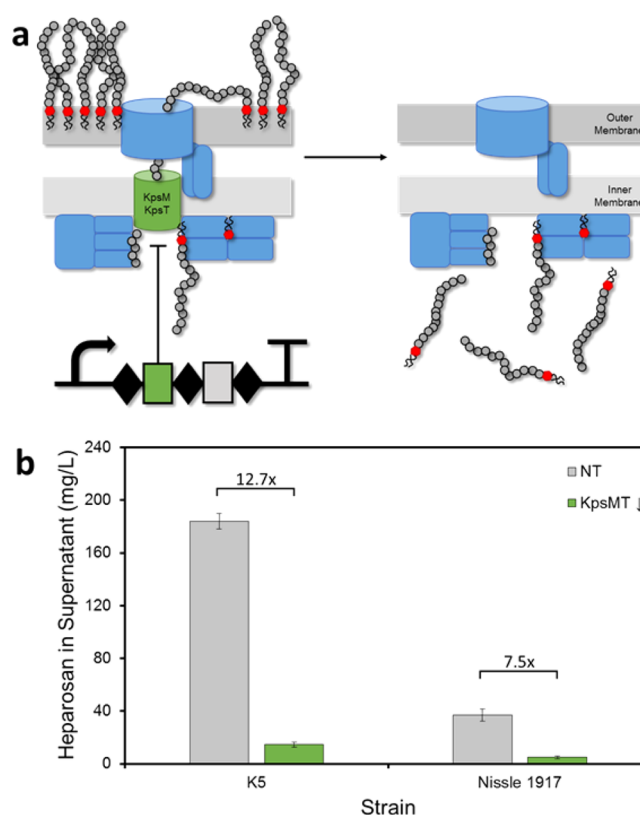 a
KpsM
KpsT
Outer
Membrane
Inner
Membrane
b
Heparosan in Supernatant (mg/L)
240
200
160
120
80
40
0
12.7x
7.5x
NT
KpsMT ↓
K5
Nissle 1917
Strain